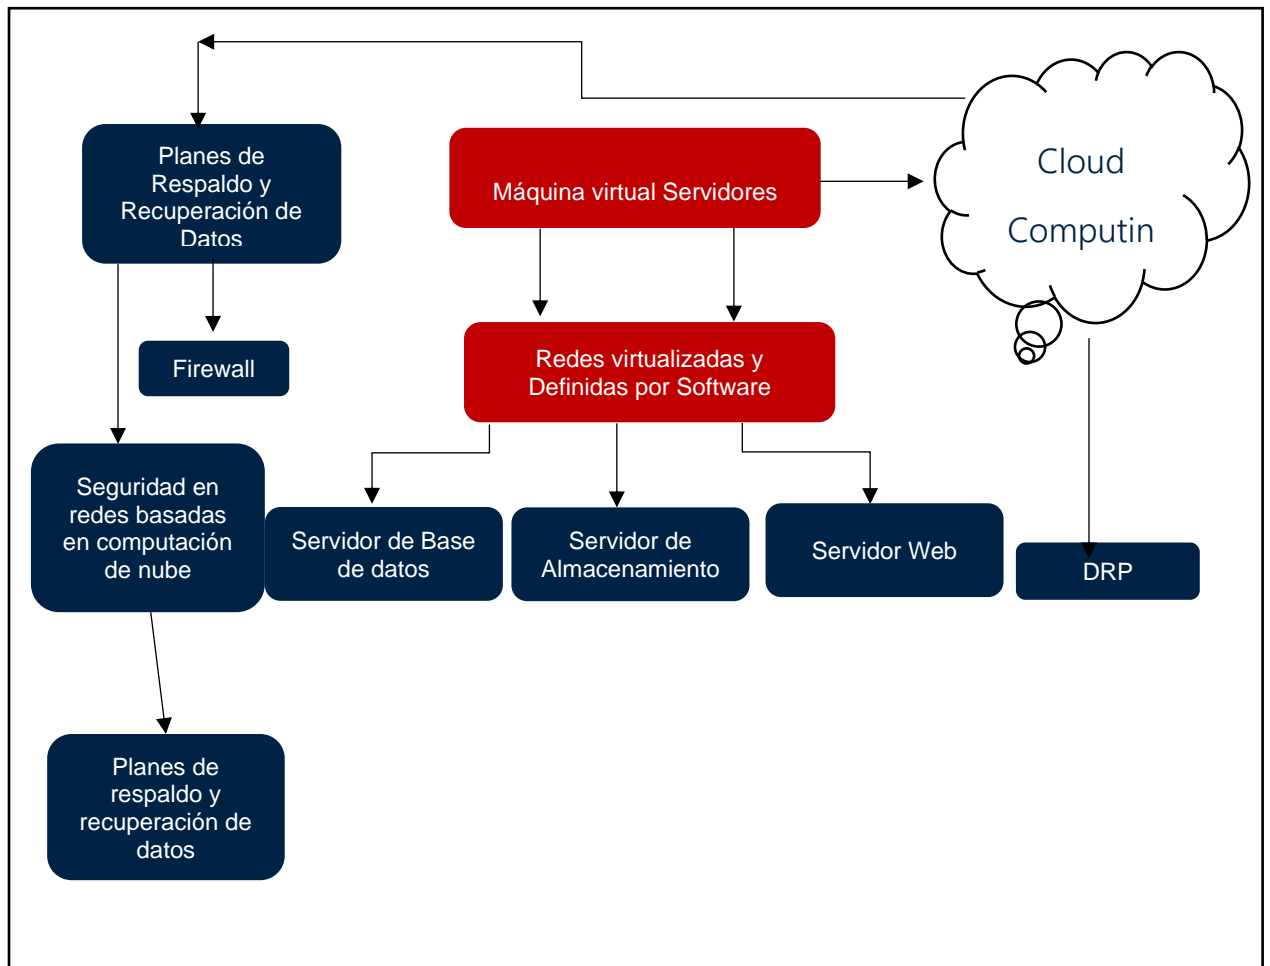 Planes de
Respaldo y
Recuperación de
Datos
Máquina virtual Servidores
Cloud
Computin
Firewall
Redes virtualizadas y
Definidas por Software
Seguridad en
redes basadas
en computación
de nube
Servidor de Base
de datos
Servidor de
Almacenamiento
Servidor Web
DRP
Planes de
respaldo y
recuperación de
datos